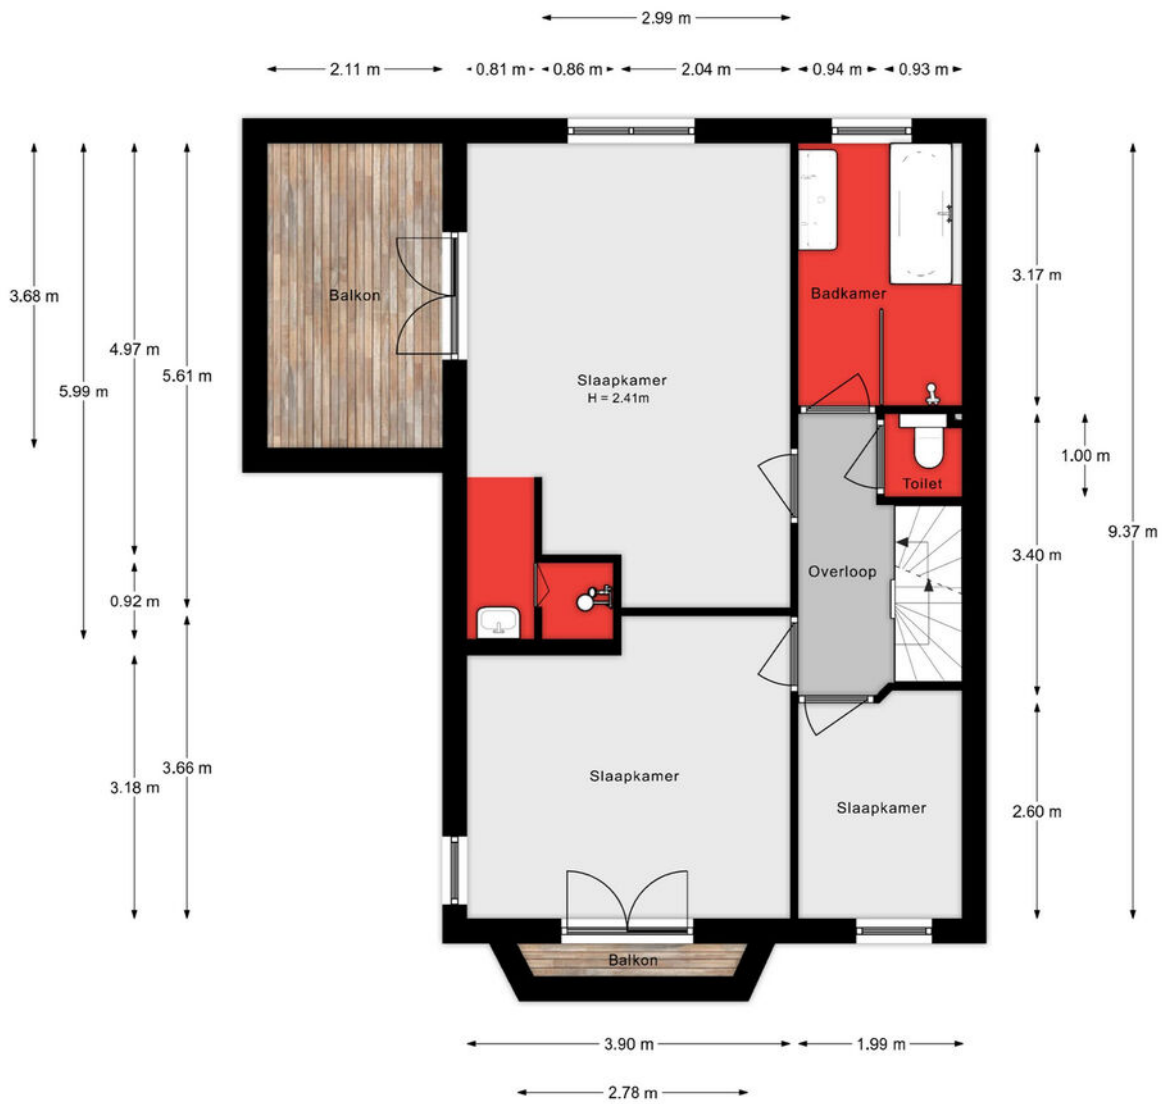 2.99 m
2.11 m
0.81 m
0.86 m
2.04 m
0.94 m
0.93 m
3.68 m
5.99 m
4.97 m
5.61 m
0.92 m
3.18 m
3.66 m
Balkon
Slaapkamer
H = 2.41m
Badkamer
Toilet
Overloop
Slaapkamer
Slaapkamer
Balkon
3.17 m
1.00 m
3.40 m
9.37 m
2.60 m
3.90 m
1.99 m
2.78 m